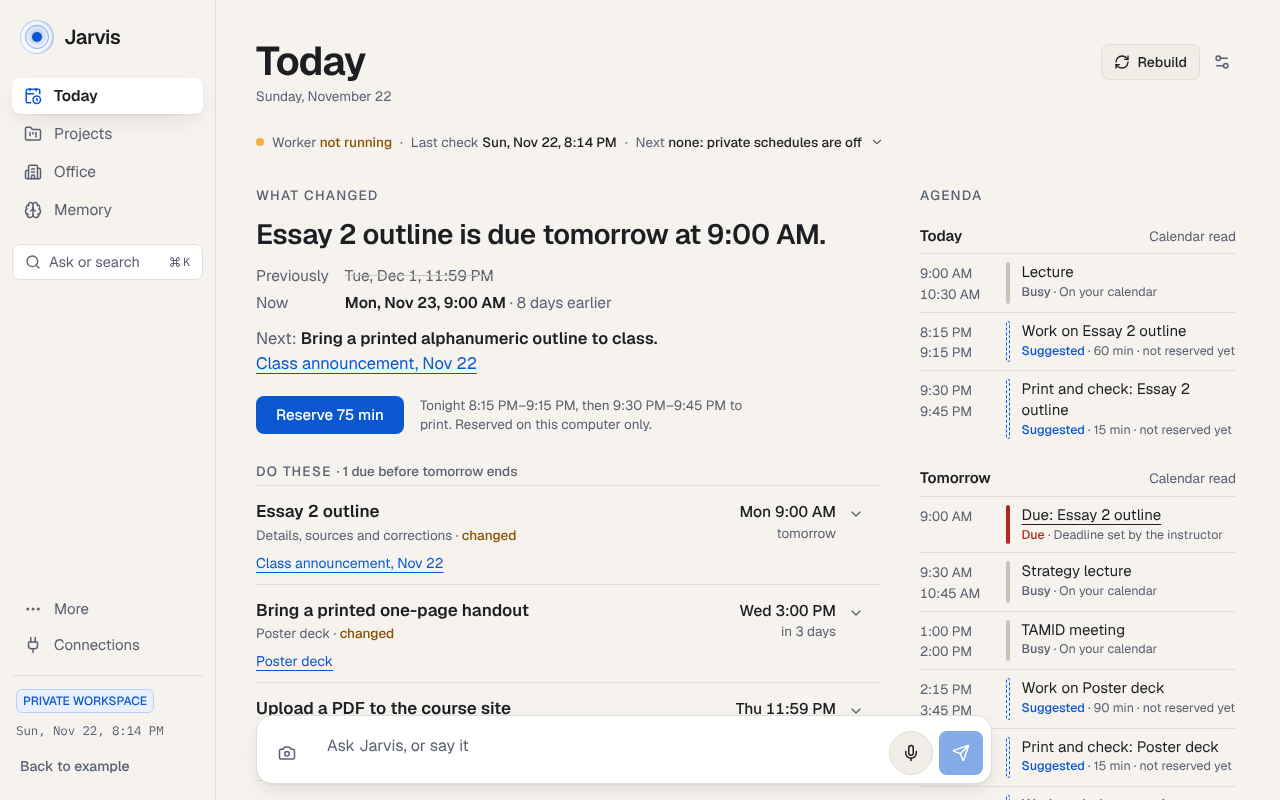 Jarvis
Today
Projects
Office
Memory
Ask or search
⌘ K
More
Connections
PRIVATE WORKSPACE
Sun, Nov 22, 8:14 PM
Back to example
Today
Sunday, November 22
Rebuild
Worker not running · Last check Sun, Nov 22, 8:14 PM · Next none: private schedules are off
WHAT CHANGED
Essay 2 outline is due tomorrow at 9:00 AM.
Previously Tue, Dec 1, 11:59 PM
Now Mon, Nov 23, 9:00 AM · 8 days earlier
Next: Bring a printed alphanumeric outline to class.
Class announcement, Nov 22
Reserve 75 min
Tonight 8:15 PM–9:15 PM, then 9:30 PM–9:45 PM to
print. Reserved on this computer only.
DO THESE · 1 due before tomorrow ends
Essay 2 outline
Mon 9:00 AM
Details, sources and corrections · changed
tomorrow
Class announcement, Nov 22
Bring a printed one-page handout
Wed 3:00 PM
Poster deck · changed
in 3 days
Poster deck
Upload a PDF to the course site
Thu 11:59 PM
Ask Jarvis, or say it
AGENDA
Today
Calendar read
9:00 AM
10:30 AM
Lecture
Busy · On your calendar
8:15 PM
9:15 PM
Work on Essay 2 outline
Suggested · 60 min · not reserved yet
9:30 PM
9:45 PM
Print and check: Essay 2
outline
Suggested · 15 min · not reserved yet
Tomorrow
Calendar read
9:00 AM
Due: Essay 2 outline
Due · Deadline set by the instructor
9:30 AM
10:45 AM
Strategy lecture
Busy · On your calendar
1:00 PM
2:00 PM
TAMID meeting
Busy · On your calendar
2:15 PM
3:45 PM
Work on Poster deck
Suggested · 90 min · not reserved yet
Print and check: Poster deck
Suggested · 15 min · not reserved yet